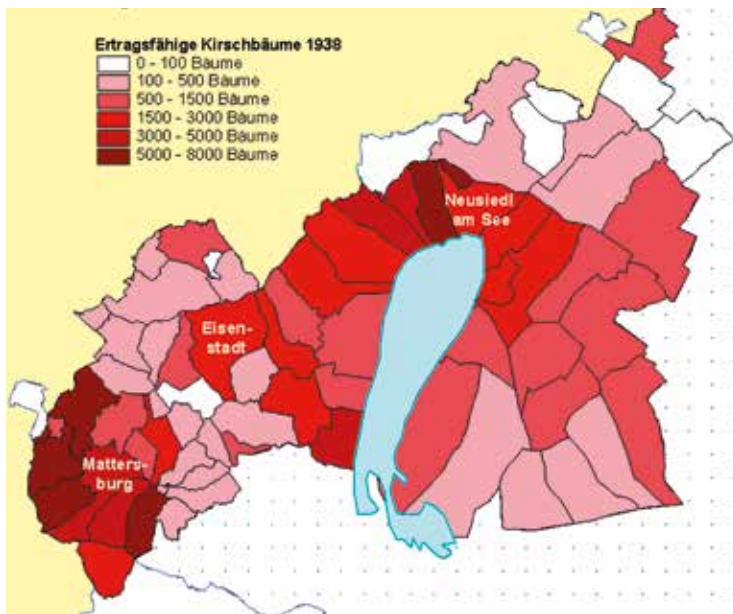 Ertragsfähige Kirschbäume 1938
0 - 100 Bäume
100 - 500 Bäume
500 - 1500 Bäume
1500 - 3000 Bäume
3000 - 5000 Bäume
5000 - 8000 Bäume
Neusiedl
am See
Eisen-
stadt
Matters-
burg